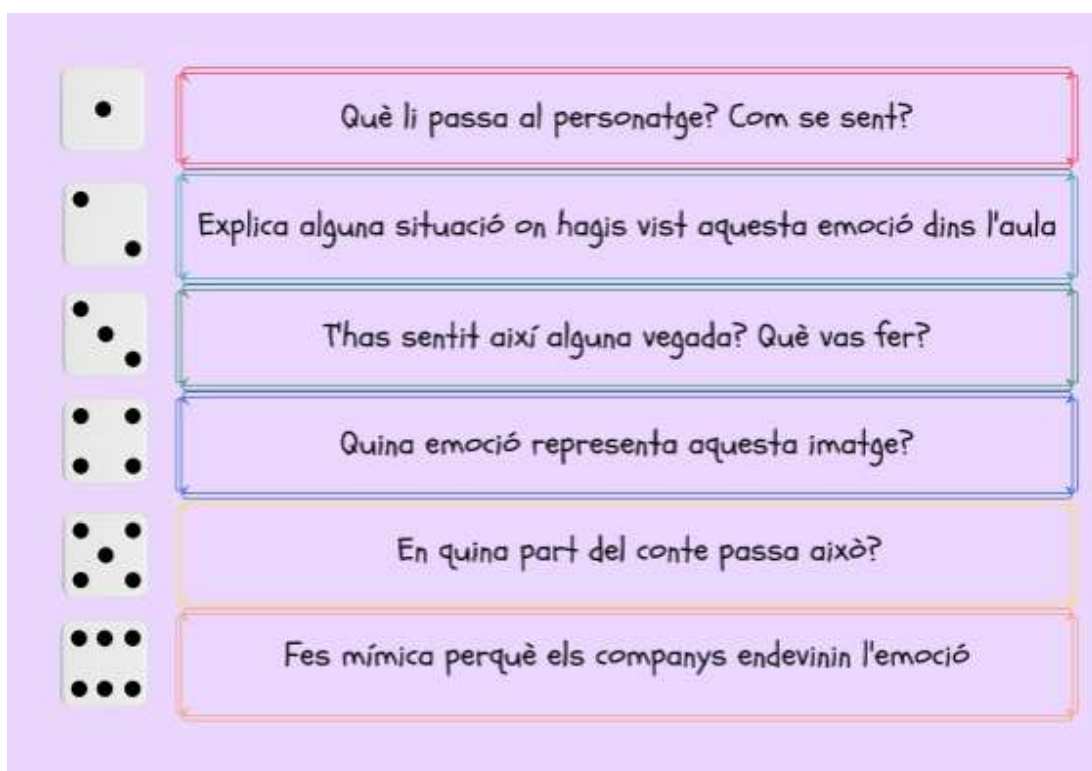 Què li passa al personatge? Com se sent?
Explica alguna situació on hagis vist aquesta emoció dins l'aula
T'has sentit així alguna vegada? Què vas fer?
Quina emoció representa aquesta imatge?
En quina part del conte passa això?
Fes mímica perquè els companys endevinin l'emoció